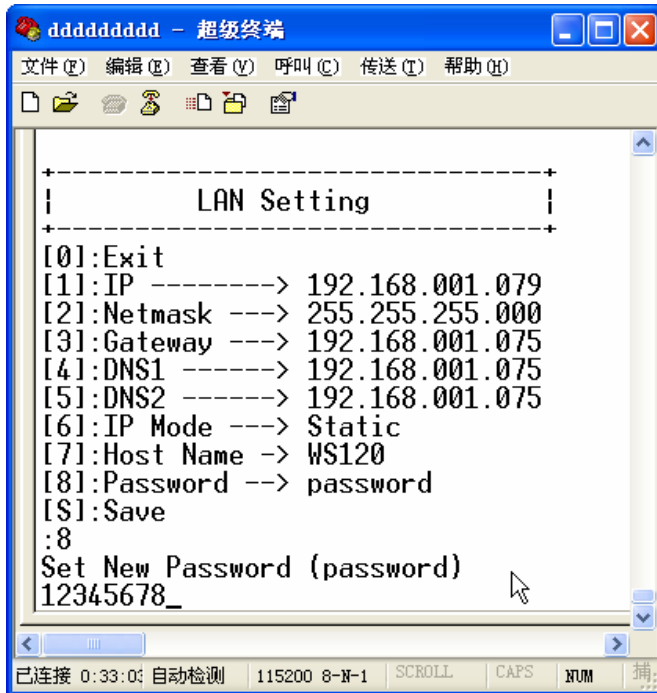 ddddddddd - 超级终端
文件(F) 编辑(E) 查看(V) 呼叫(C) 传送(T) 帮助(H)
+--------------------------------+
¦ LAN Setting ¦
+--------------------------------+
[0]:Exit
[1]:IP --------> 192.168.001.079
[2]:Netmask ---> 255.255.255.000
[3]:Gateway ---> 192.168.001.075
[4]:DNS1 ------> 192.168.001.075
[5]:DNS2 ------> 192.168.001.075
[6]:IP Mode ---> Static
[7]:Host Name -> WS120
[8]:Password --> password
[S]:Save
:8
Set New Password (password)
12345678_
已连接 0:33:03 自动检测 115200 8-N-1 SCROLL CAPS NUM 捕